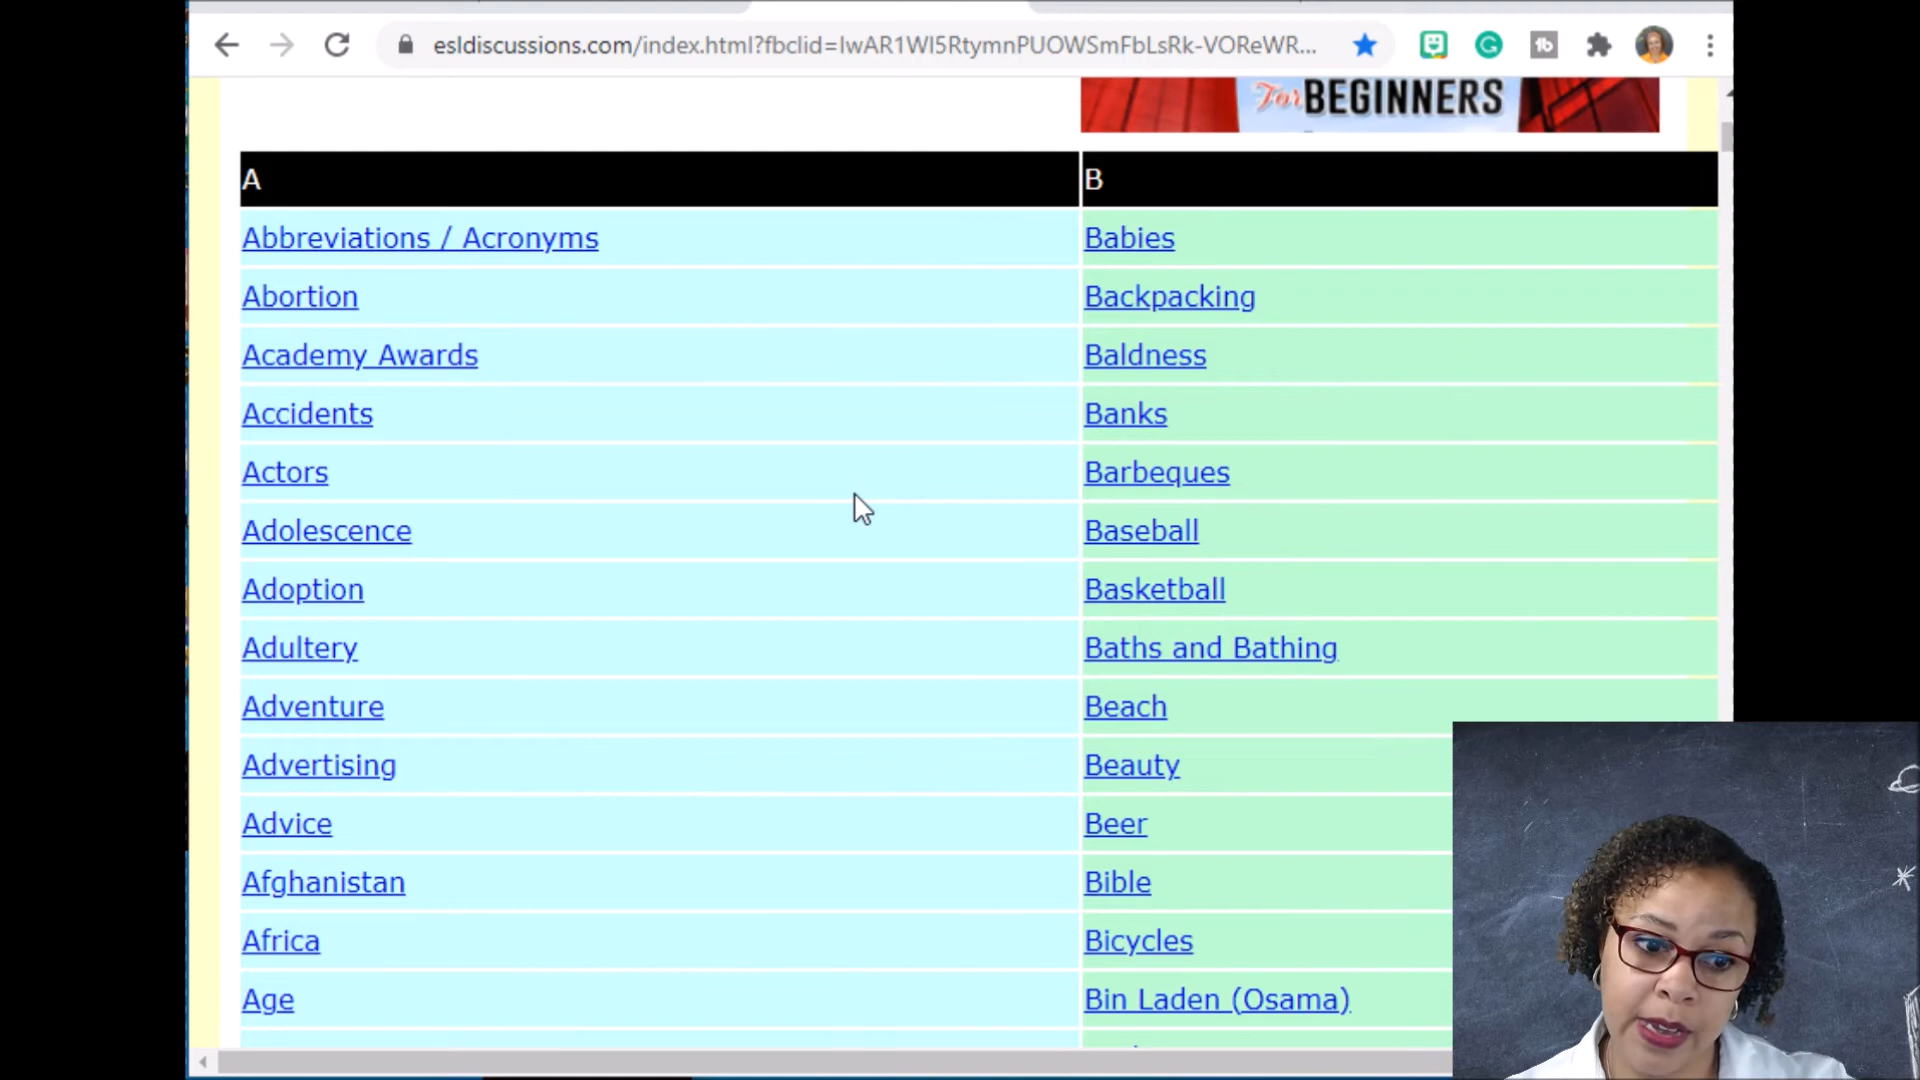 esldiscussions.com/index.html?fbclid=IwAR1WI5RtymnPUOWSmFbLsRk-VOReWR...
For BEGINNERS
A
B
Abbreviations / Acronyms
Babies
Abortion
Backpacking
Academy Awards
Baldness
Accidents
Banks
Actors
Barbeques
Adolescence
Baseball
Adoption
Basketball
Adultery
Baths and Bathing
Adventure
Beach
Advertising
Beauty
Advice
Beer
Afghanistan
Bible
Africa
Bicycles
Age
Bin Laden (Osama)